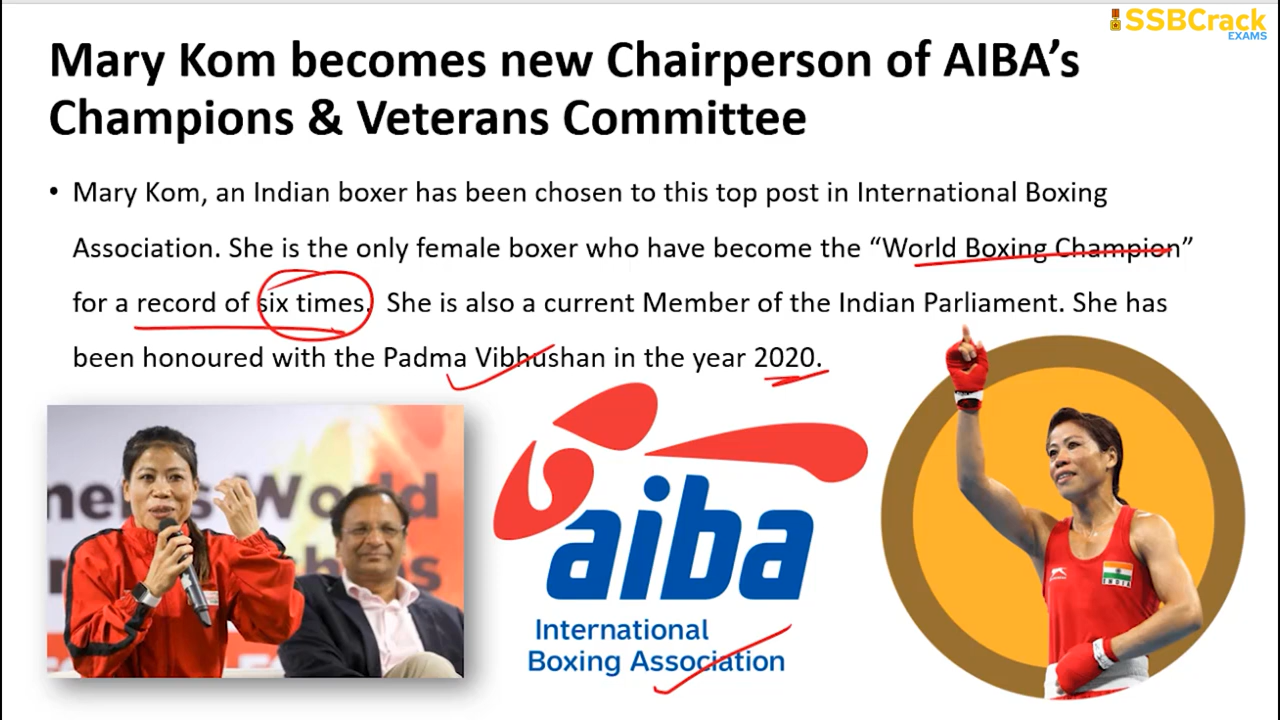 SSBCrack
EXAMS
Mary Kom becomes new Chairperson of AIBA’s
Champions & Veterans Committee
• Mary Kom, an Indian boxer has been chosen to this top post in International Boxing
Association. She is the only female boxer who have become the “World Boxing Champion”
for a record of six times. She is also a current Member of the Indian Parliament. She has
been honoured with the Padma Vibhushan in the year 2020.
men's World
aiba
International
Boxing Association
INDIA